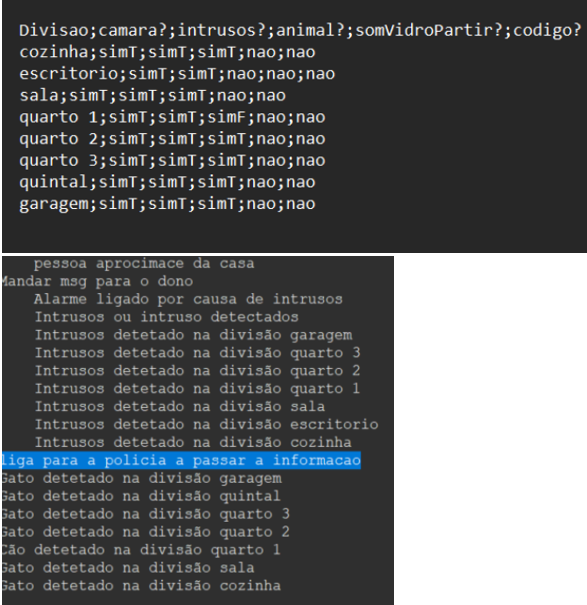 Divisao;camara?;intrusos?;animal?;somVidroPartir?;codigo?
cozinha;simT;simT;simT;nao;nao
escritorio;simT;simT;nao;nao;nao
sala;simT;simT;simT;nao;nao
quarto 1;simT;simT;simF;nao;nao
quarto 2;simT;simT;simT;nao;nao
quarto 3;simT;simT;simT;nao;nao
quintal;simT;simT;simT;nao;nao
garagem;simT;simT;simT;nao;nao
pessoa aprocimace da casa
Mandar msg para o dono
Alarme ligado por causa de intrusos
Intrusos ou intruso detectados
Intrusos detetado na divisão garagem
Intrusos detetado na divisão quarto 3
Intrusos detetado na divisão quarto 2
Intrusos detetado na divisão quarto 1
Intrusos detetado na divisão sala
Intrusos detetado na divisão escritorio
Intrusos detetado na divisão cozinha
liga para a policia a passar a informacao
Gato detetado na divisão garagem
Gato detetado na divisão quintal
Gato detetado na divisão quarto 3
Gato detetado na divisão quarto 2
Cão detetado na divisão quarto 1
Gato detetado na divisão sala
Gato detetado na divisão cozinha